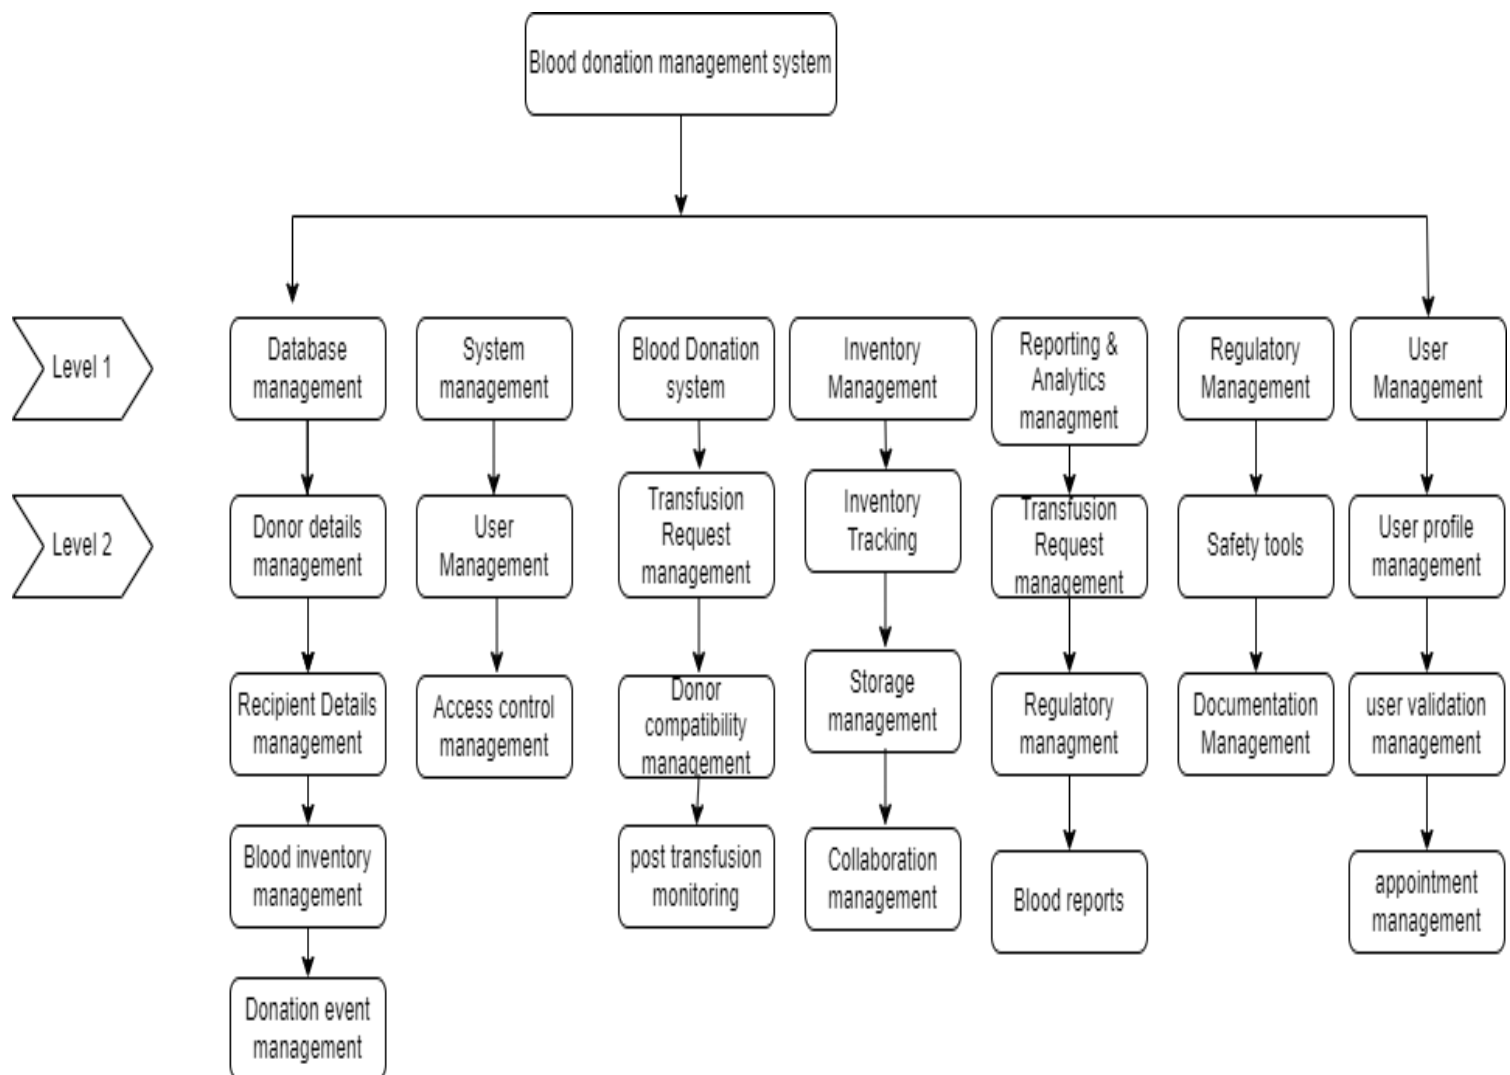 Blood donation management system
Level 1
Database
management
System
management
Blood Donation
system
Inventory
Management
Reporting &
Analytics
managment
Regulatory
Management
User
Management
Level 2
Donor details
management
User
Management
Transfusion
Request
management
Inventory
Tracking
Transfusion
Request
management
Safety tools
User profile
management
Recipient Details
management
Access control
management
Donor
compatibility
management
Storage
management
Regulatory
managment
Documentation
Management
user validation
management
Blood inventory
management
post transfusion
monitoring
Collaboration
management
Blood reports
appointment
management
Donation event
management